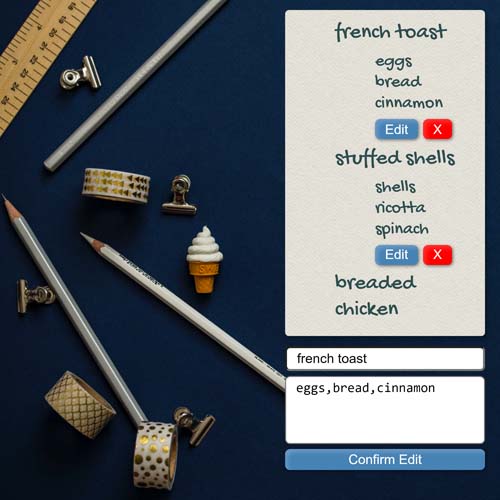 french toast
eggs
bread
cinnamon
Edit X
stuffed shells
shells
ricotta
spinach
Edit X
breaded
chicken
french toast
eggs,bread,cinnamon
Confirm Edit